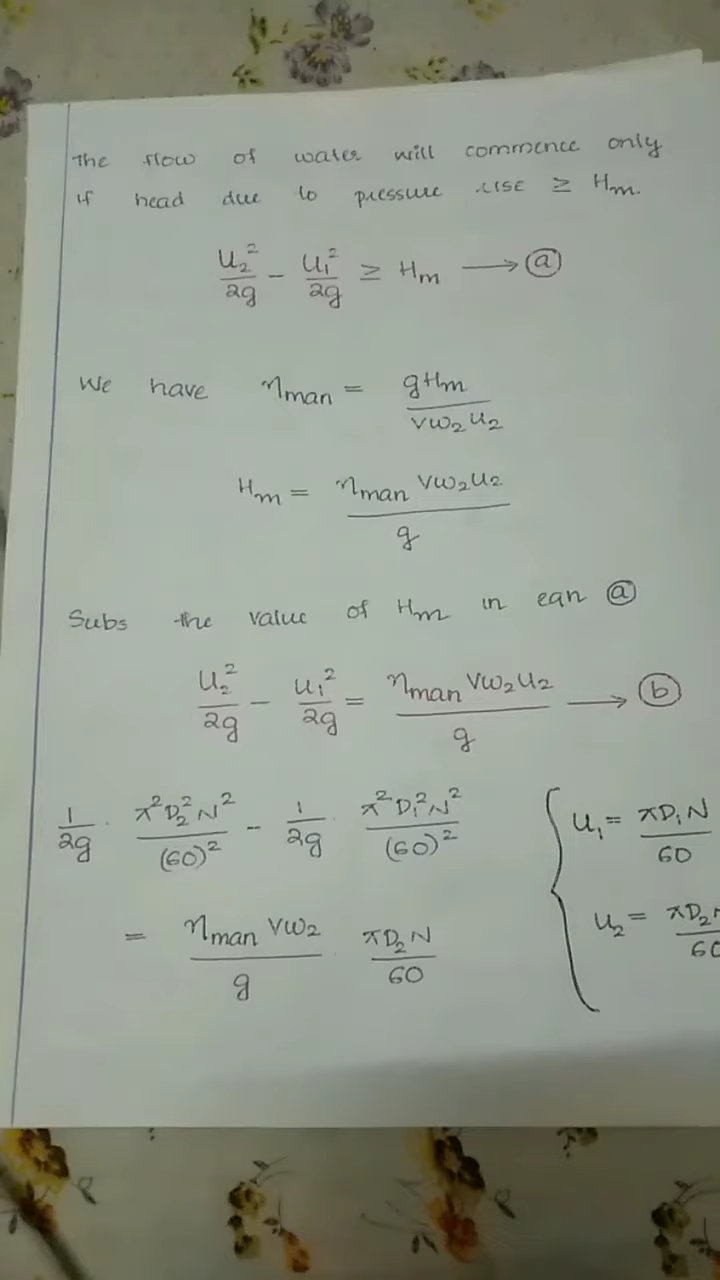 The flow of water will commence only
if head due to pressure rise ≥ Hm.
U₂²/2g − U₁²/2g ≥ Hm → ⓐ
We have ηman = gHm/Vw₂u₂
Hm = ηman Vw₂u₂/g
Subs the value of Hm in eqn ⓐ
U₂²/2g − U₁²/2g = ηman Vw₂u₂/g → ⓑ
1/2g · π²D₂²N²/(60)² − 1/2g · π²D₁²N²/(60)² { U₁ = πD₁N/60
= ηman Vw₂/g πD₂N/60 U₂ = πD₂N/60